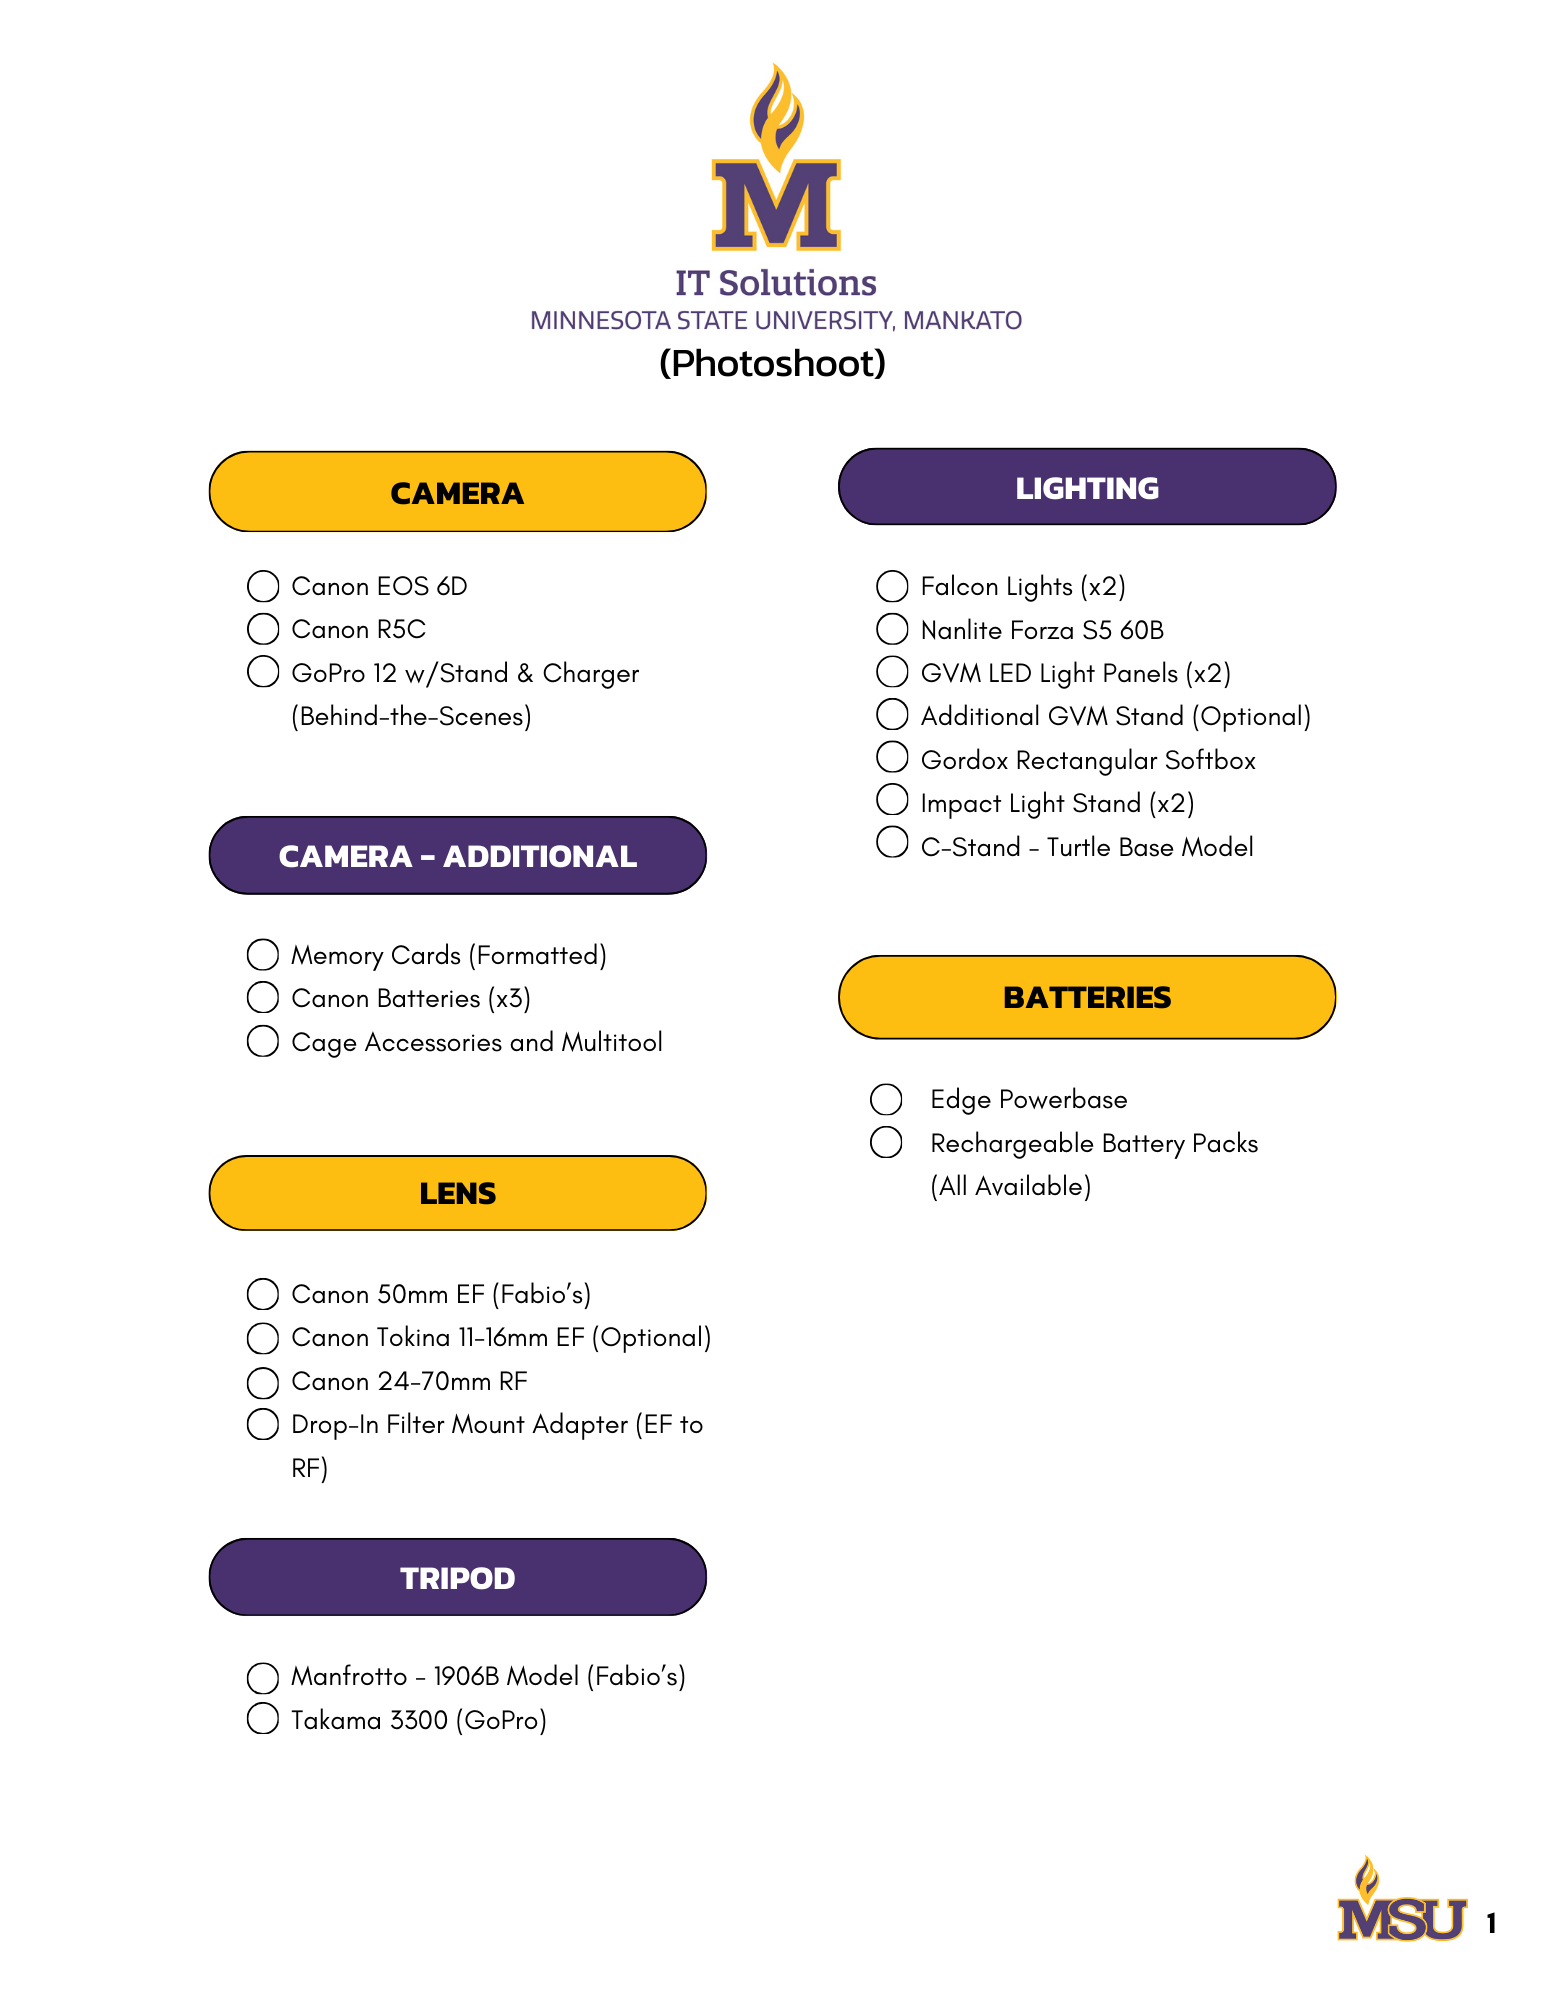 M
IT Solutions
MINNESOTA STATE UNIVERSITY, MANKATO
(Photoshoot)
CAMERA
Canon EOS 6D
Canon R5C
GoPro 12 w/Stand & Charger
(Behind-the-Scenes)
CAMERA - ADDITIONAL
Memory Cards (Formatted)
Canon Batteries (x3)
Cage Accessories and Multitool
LENS
Canon 50mm EF (Fabio’s)
Canon Tokina 11-16mm EF (Optional)
Canon 24-70mm RF
Drop-In Filter Mount Adapter (EF to
RF)
TRIPOD
Manfrotto - 1906B Model (Fabio’s)
Takama 3300 (GoPro)
LIGHTING
Falcon Lights (x2)
Nanlite Forza S5 60B
GVM LED Light Panels (x2)
Additional GVM Stand (Optional)
Gordox Rectangular Softbox
Impact Light Stand (x2)
C-Stand - Turtle Base Model
BATTERIES
Edge Powerbase
Rechargeable Battery Packs
(All Available)
MSU
1